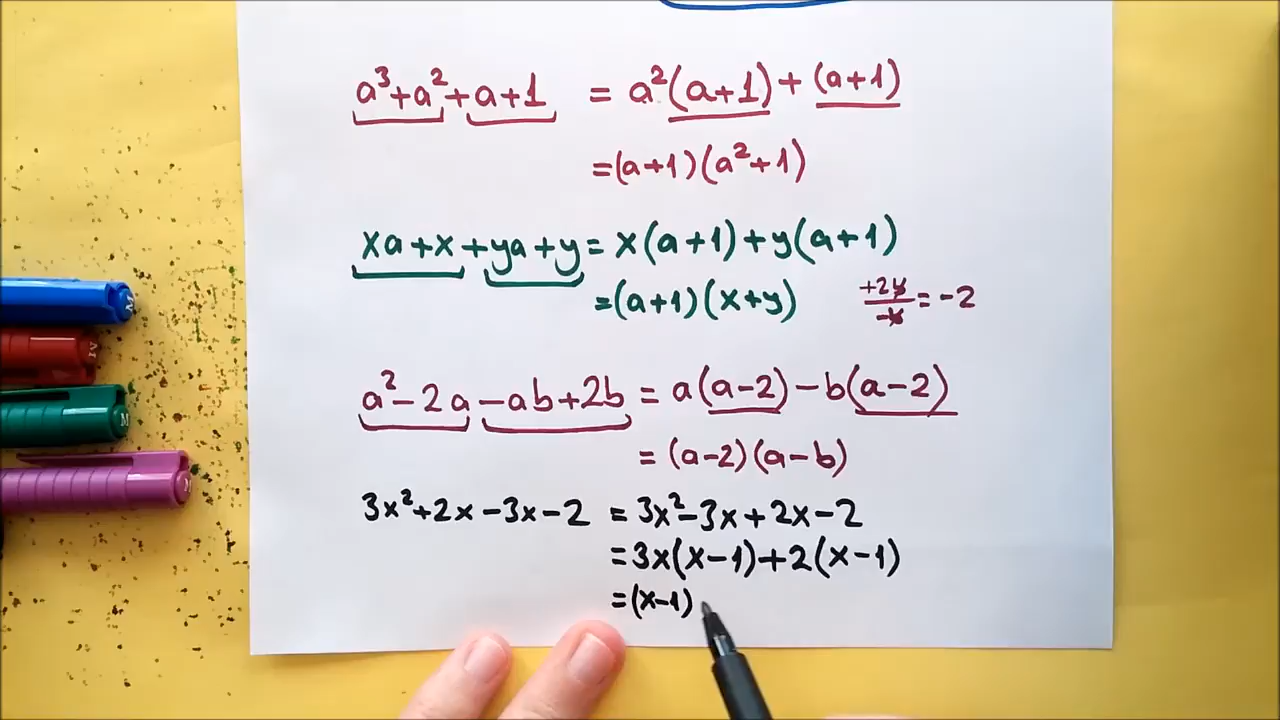 a³+a²+a+1 = a²(a+1)+(a+1)
=(a+1)(a²+1)
xa+x+ya+y=x(a+1)+y(a+1)
=(a+1)(x+y)
+2b/-b=-2
a²-2a-ab+2b = a(a-2)-b(a-2)
= (a-2)(a-b)
3x²+2x-3x-2 = 3x²-3x+2x-2
=3x(x-1)+2(x-1)
=(x-1)
M
M
M